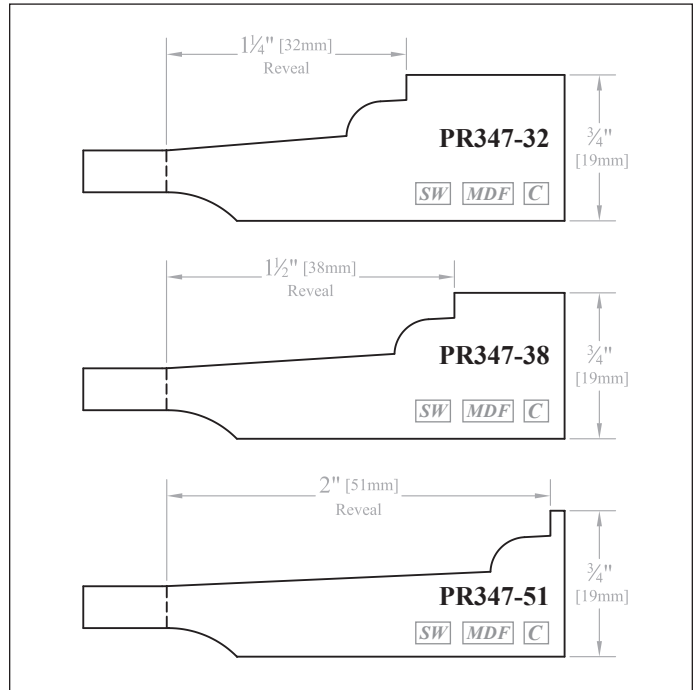 1¼" [32mm]
Reveal
PR347-32
¾"
[19mm]
SW MDF C
1½" [38mm]
Reveal
PR347-38
¾"
[19mm]
SW MDF C
2" [51mm]
Reveal
PR347-51
¾"
[19mm]
SW MDF C